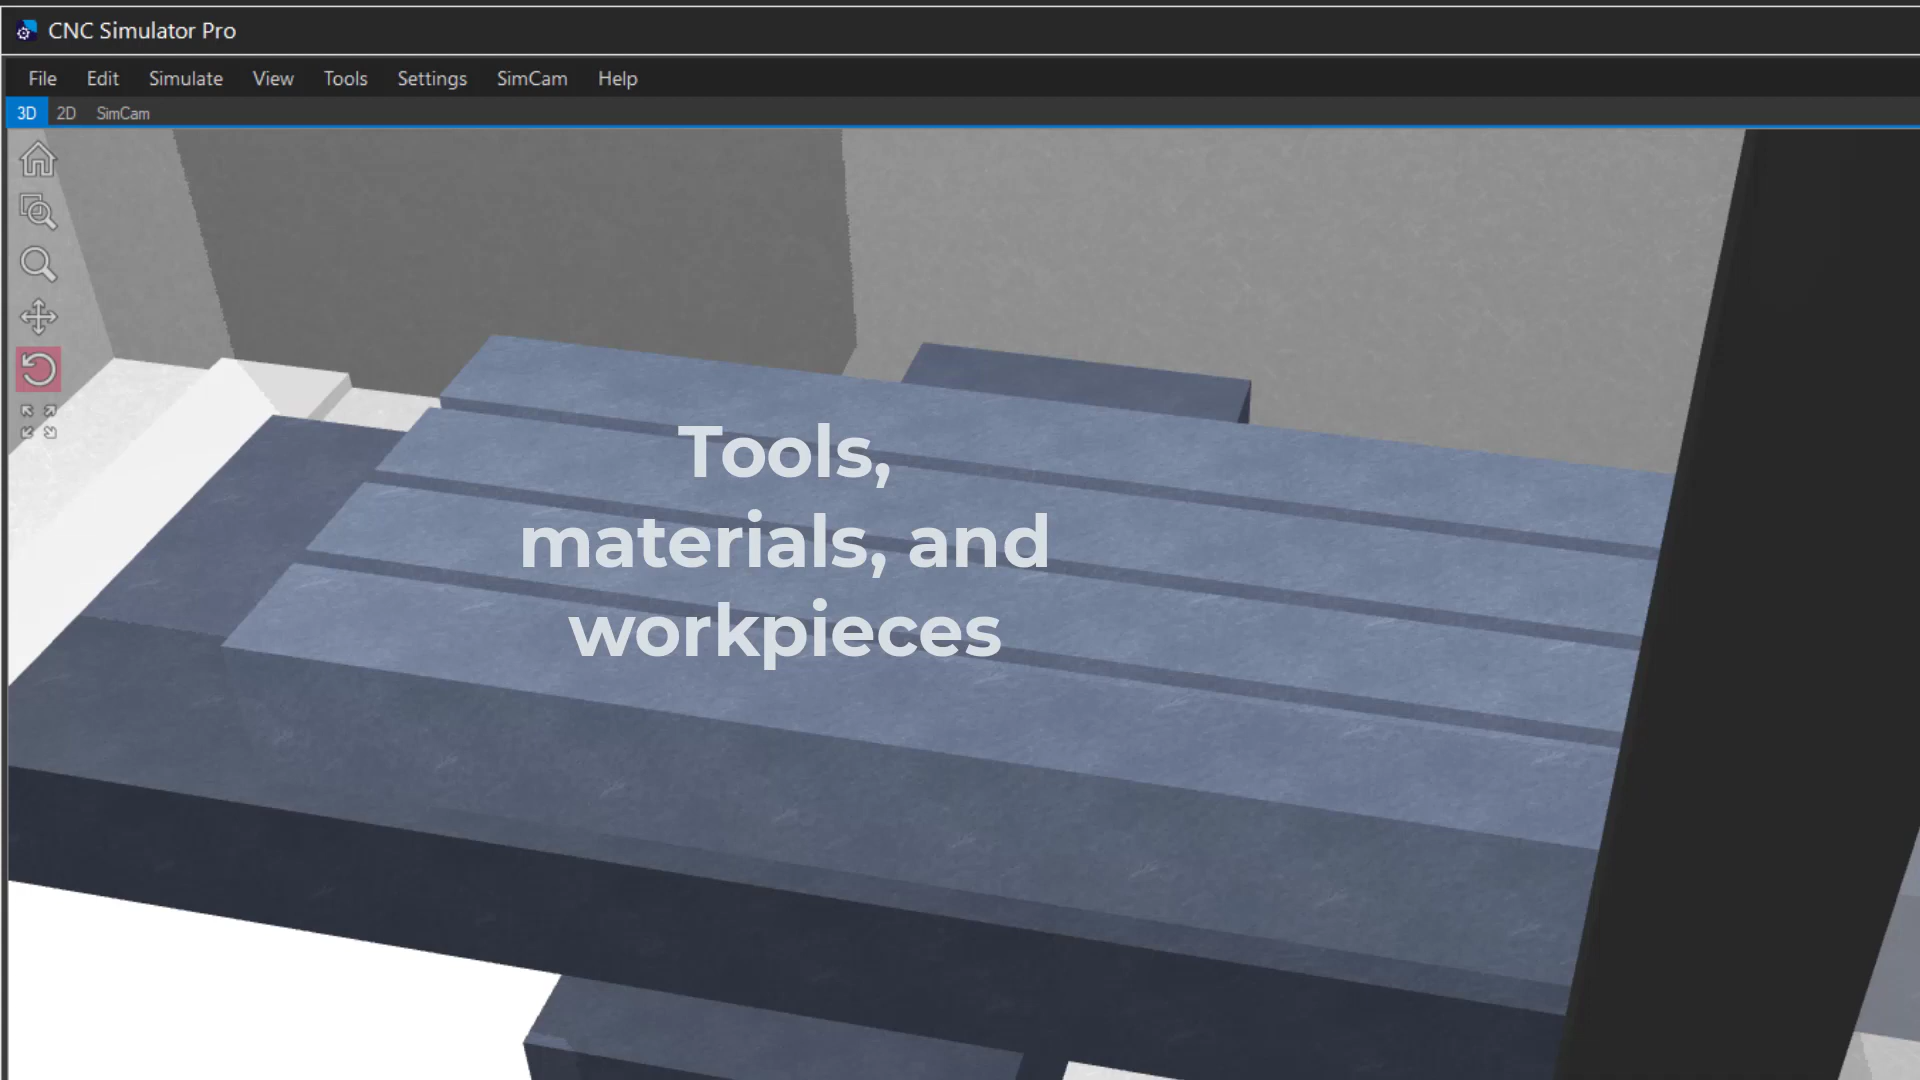 CNC Simulator Pro
File Edit Simulate View Tools Settings SimCam Help
3D 2D SimCam
Tools,
materials, and
workpieces